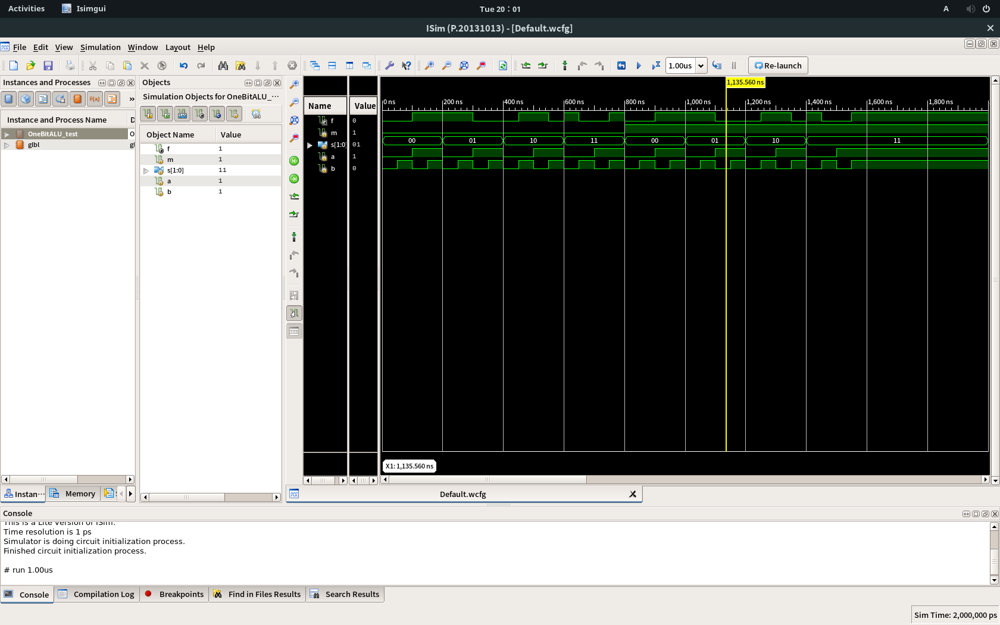 Activities Isimgui Tue 20:01 A
ISim (P.20131013) - [Default.wcfg]
File Edit View Simulation Window Layout Help
1.00us Re-launch
Instances and Processes
Instance and Process Name D
OneBitALU_test O
glbl gl
Instan···
Memory
Objects
Simulation Objects for OneBitALU_···
Object Name Value
f 1
m 1
s[1:0] 11
a 1
b 1
Name Value
f 0
m 1
s[1:0] 01
a 1
b 0
1,135.560 ns
0 ns 200 ns 400 ns 600 ns 800 ns 1,000 ns 1,200 ns 1,400 ns 1,600 ns 1,800 ns
00 01 10 11 00 01 10 11
X1: 1,135.560 ns
Default.wcfg
Console
This is a Lite version of ISim.
Time resolution is 1 ps
Simulator is doing circuit initialization process.
Finished circuit initialization process.
# run 1.00us
Console Compilation Log Breakpoints Find in Files Results Search Results
Sim Time: 2,000,000 ps